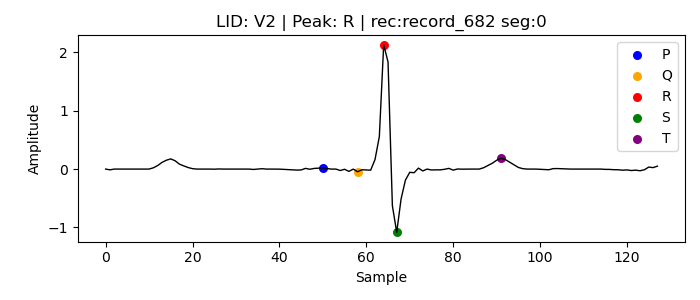 LID: V2 | Peak: R | rec:record_682 seg:0
Amplitude
2
1
0
−1
P
Q
R
S
T
0 20 40 60 80 100 120
Sample